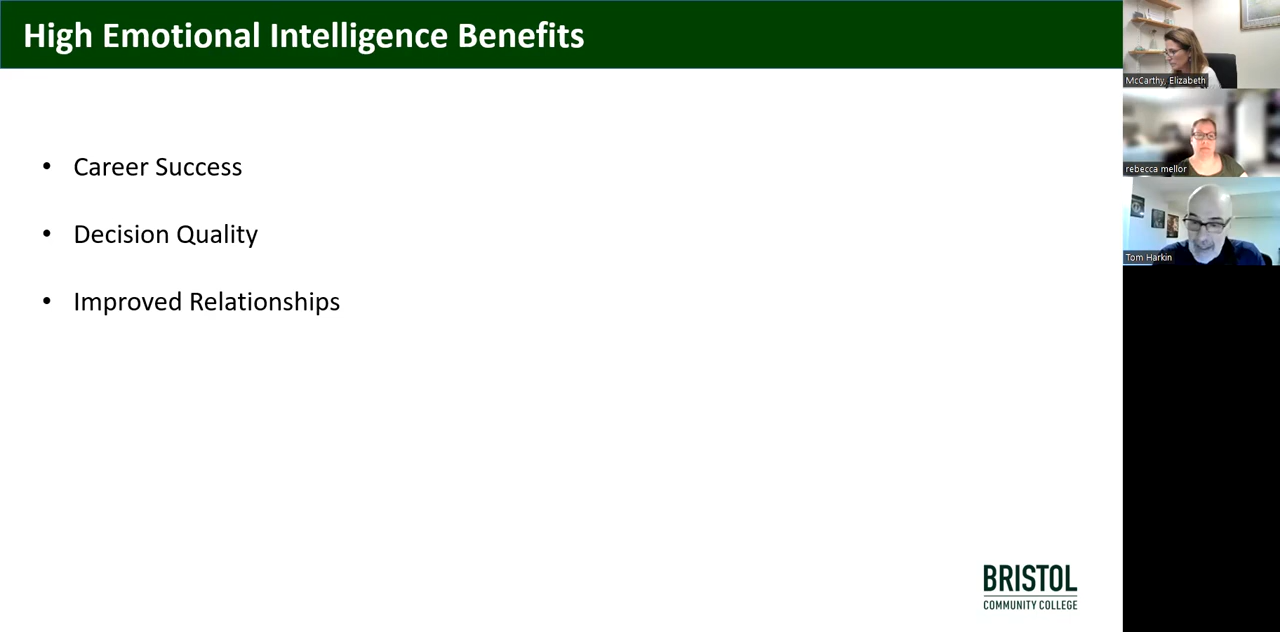 High Emotional Intelligence Benefits
• Career Success
• Decision Quality
• Improved Relationships
BRISTOL
COMMUNITY COLLEGE
McCarthy, Elizabeth
rebecca mellor
Tom Harkin